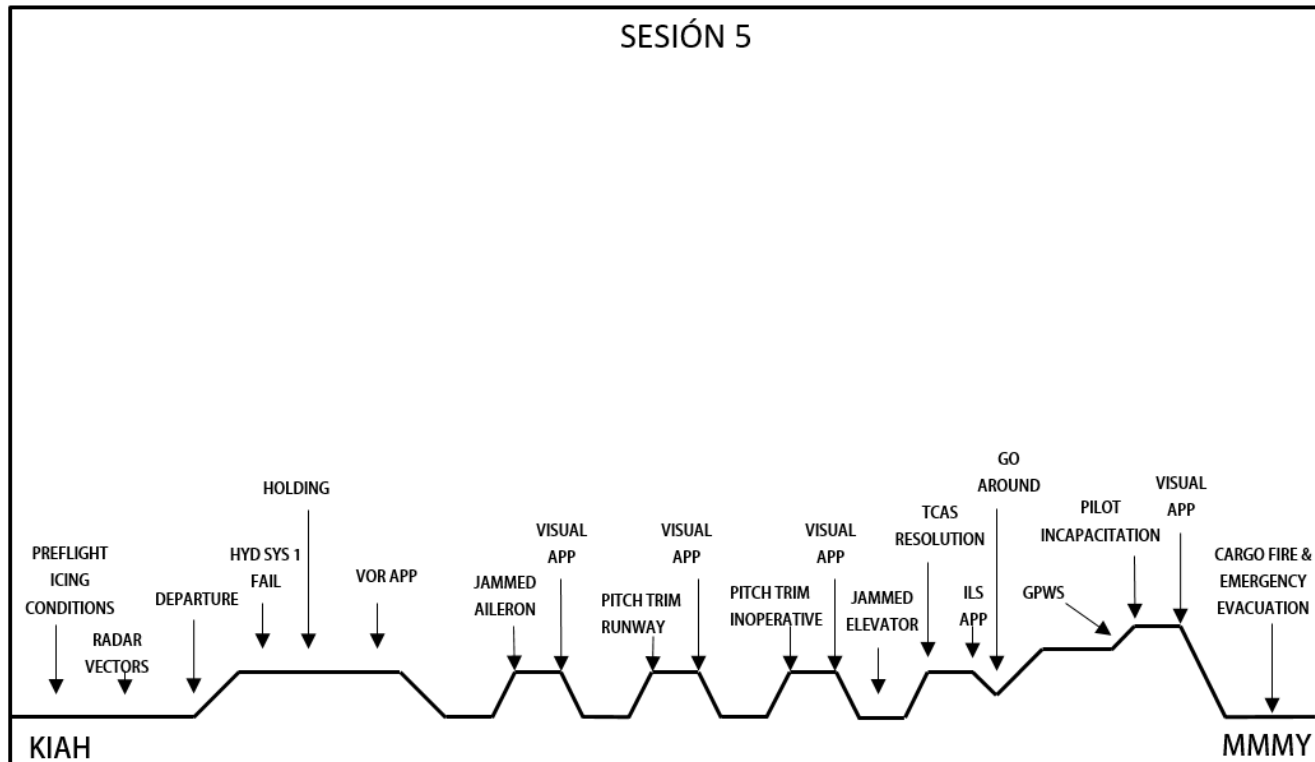 SESIÓN 5
PREFLIGHT
ICING
CONDITIONS
RADAR
VECTORS
DEPARTURE
HYD SYS 1
FAIL
HOLDING
VOR APP
JAMMED
AILERON
VISUAL
APP
PITCH TRIM
RUNWAY
VISUAL
APP
PITCH TRIM
INOPERATIVE
VISUAL
APP
JAMMED
ELEVATOR
TCAS
RESOLUTION
ILS
APP
GO
AROUND
GPWS
PILOT
INCAPACITATION
VISUAL
APP
CARGO FIRE &
EMERGENCY
EVACUATION
KIAH
MMMY